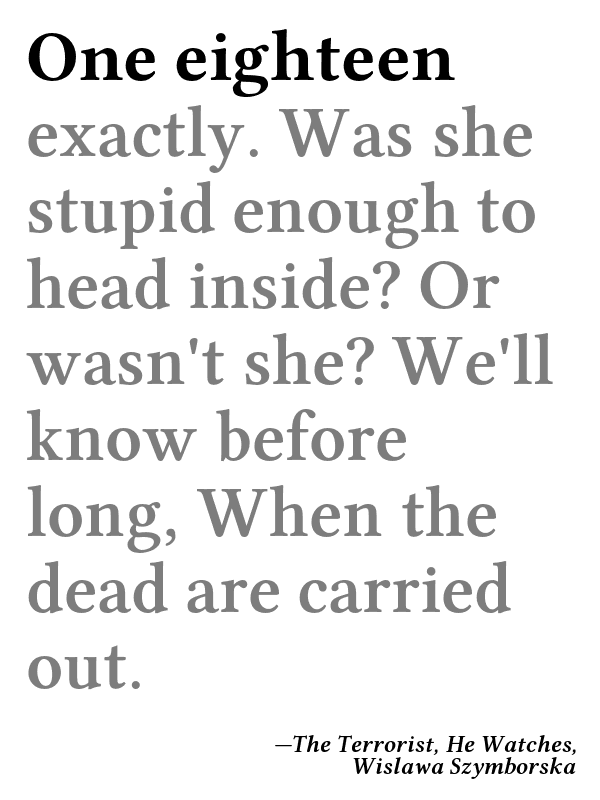 One eighteen
exactly. Was she
stupid enough to
head inside? Or
wasn't she? We'll
know before
long, When the
dead are carried
out.
—The Terrorist, He Watches,
Wislawa Szymborska